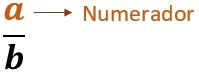 a → Numerador
b